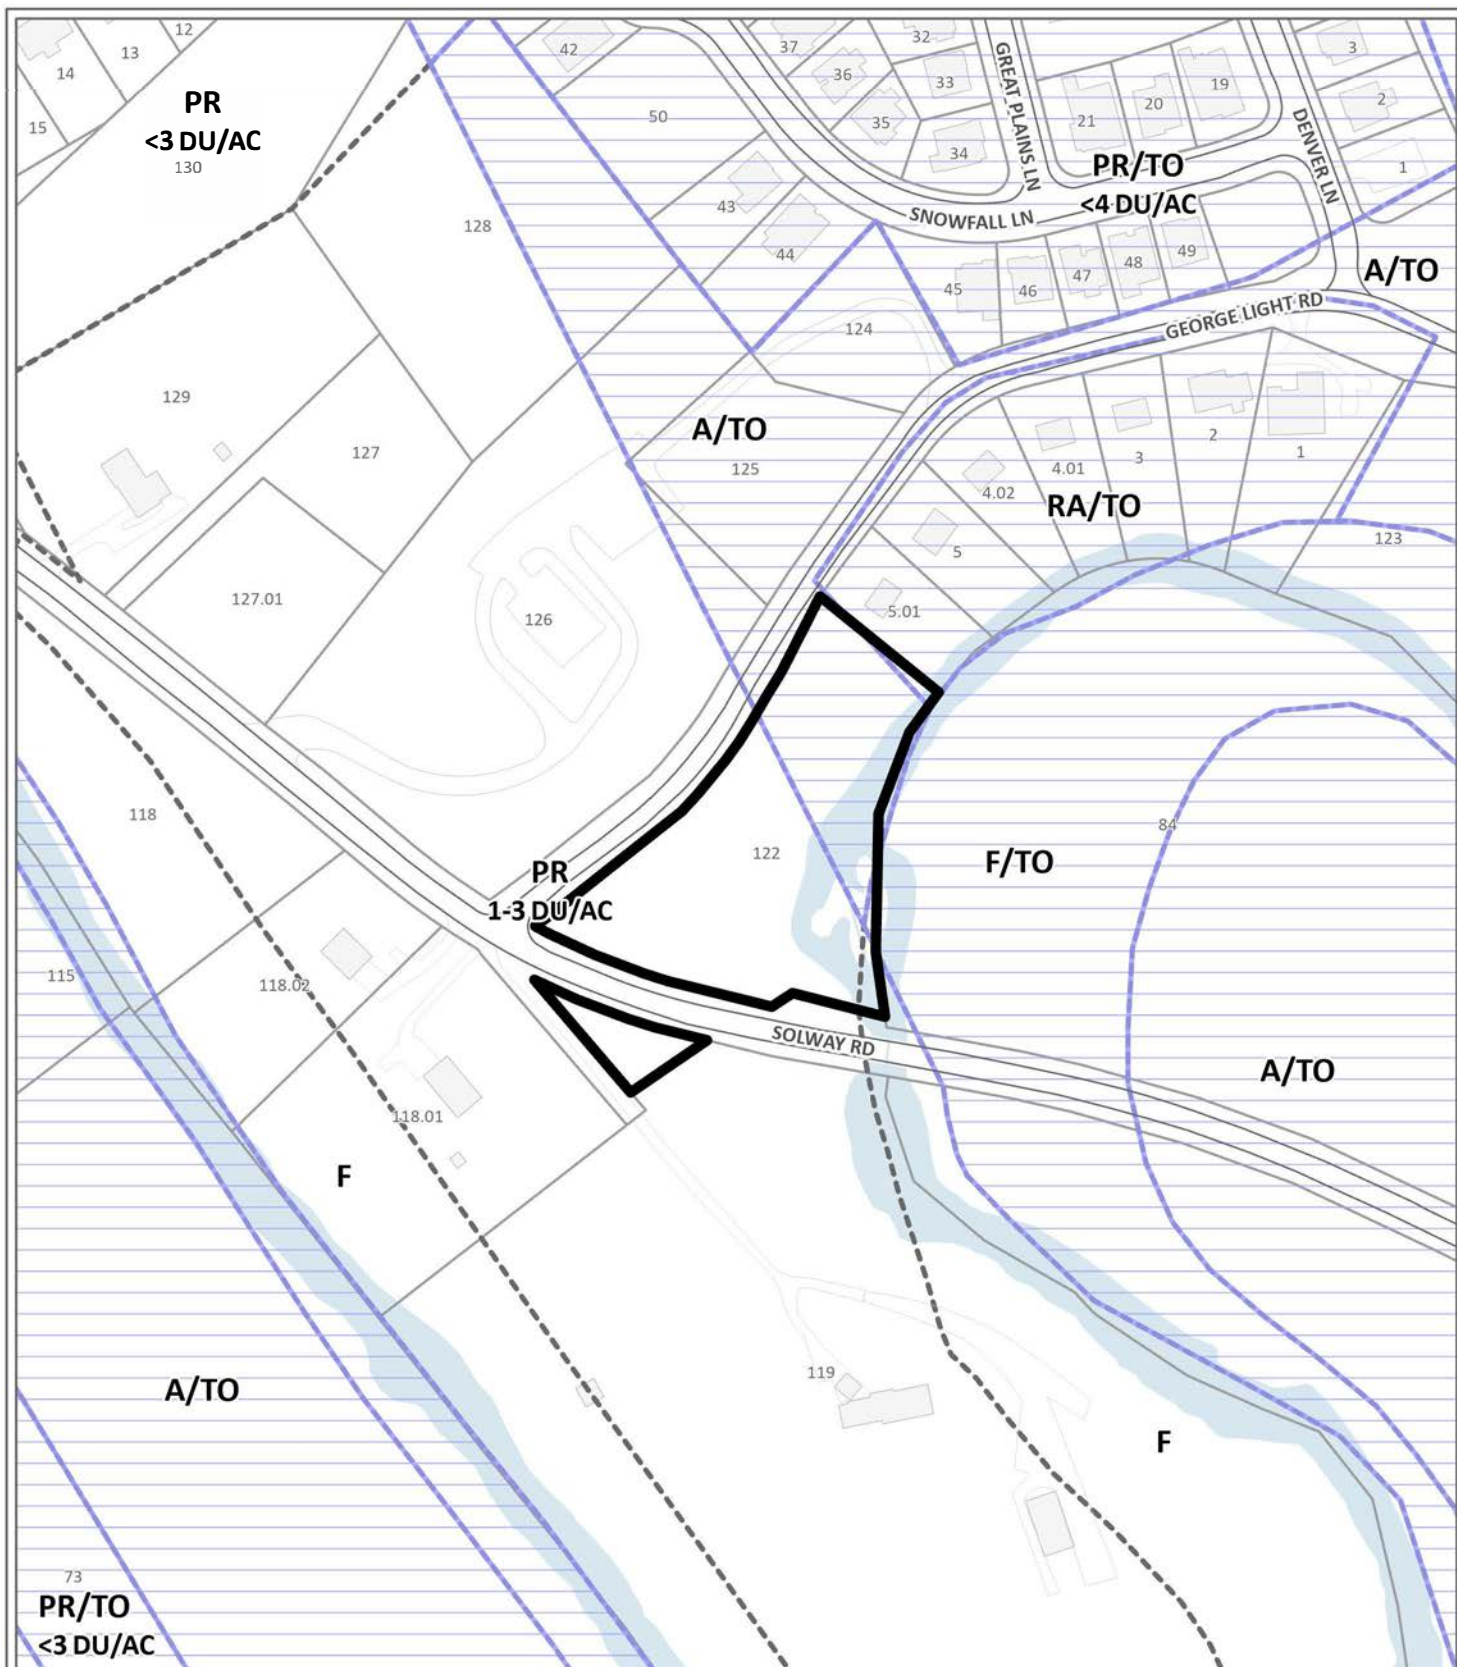 12
13
14
15
PR
<3 DU/AC
130
42
37
36
35
32
33
34
GREAT PLAINS LN
21
20
19
3
2
1
DENVER LN
50
PR/TO
<4 DU/AC
SNOWFALL LN
43
44
128
45
46
47
48
49
A/TO
GEORGE LIGHT RD
124
129
127
A/TO
125
4.02
4.01
3
2
1
RA/TO
5
123
127.01
126
5.01
118
122
84
PR
1-3 DU/AC
F/TO
115
118.02
SOLWAY RD
A/TO
118.01
F
119
A/TO
F
73
PR/TO
<3 DU/AC